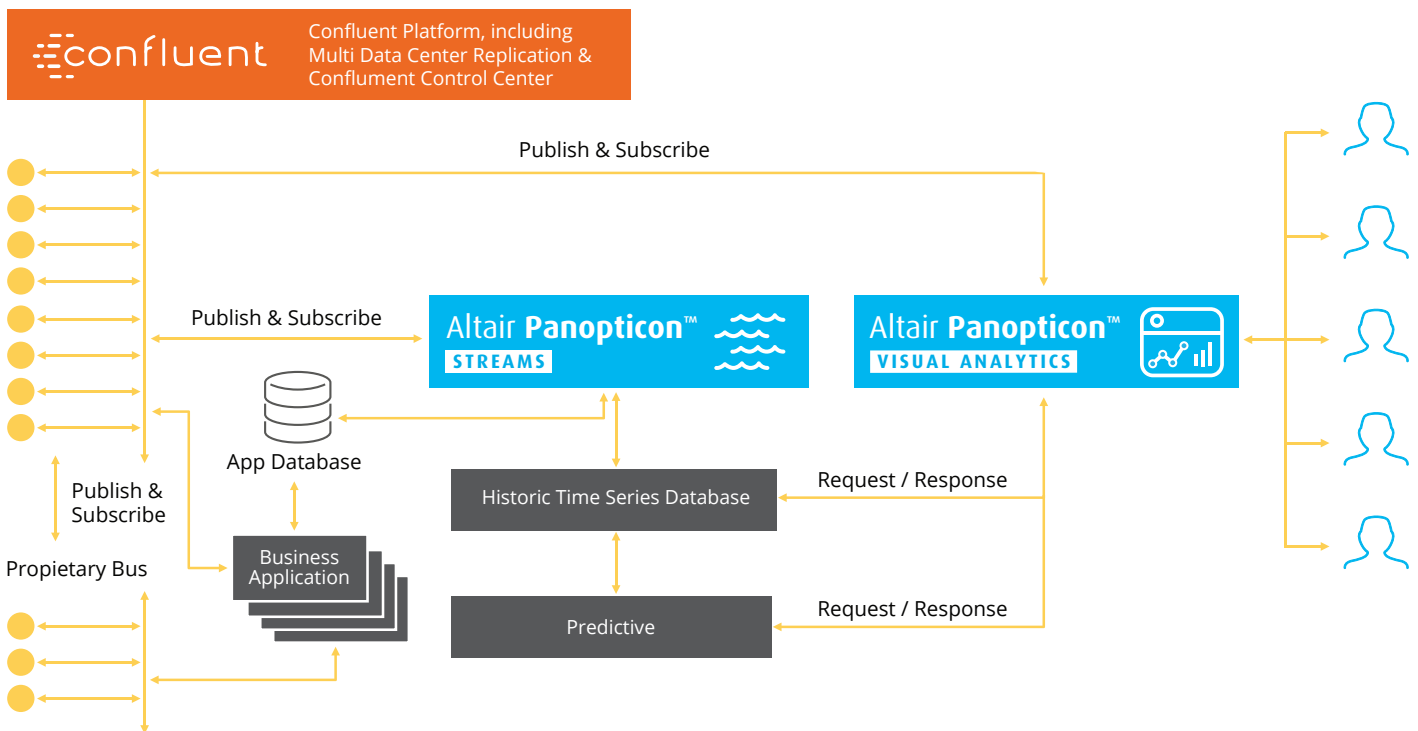 confluent
Confluent Platform, including
Multi Data Center Replication &
Conflument Control Center
Publish & Subscribe
Publish & Subscribe
Altair Panopticon™
STREAMS
Altair Panopticon™
VISUAL ANALYTICS
App Database
Publish &
Subscribe
Historic Time Series Database
Request / Response
Propietary Bus
Business
Application
Predictive
Request / Response